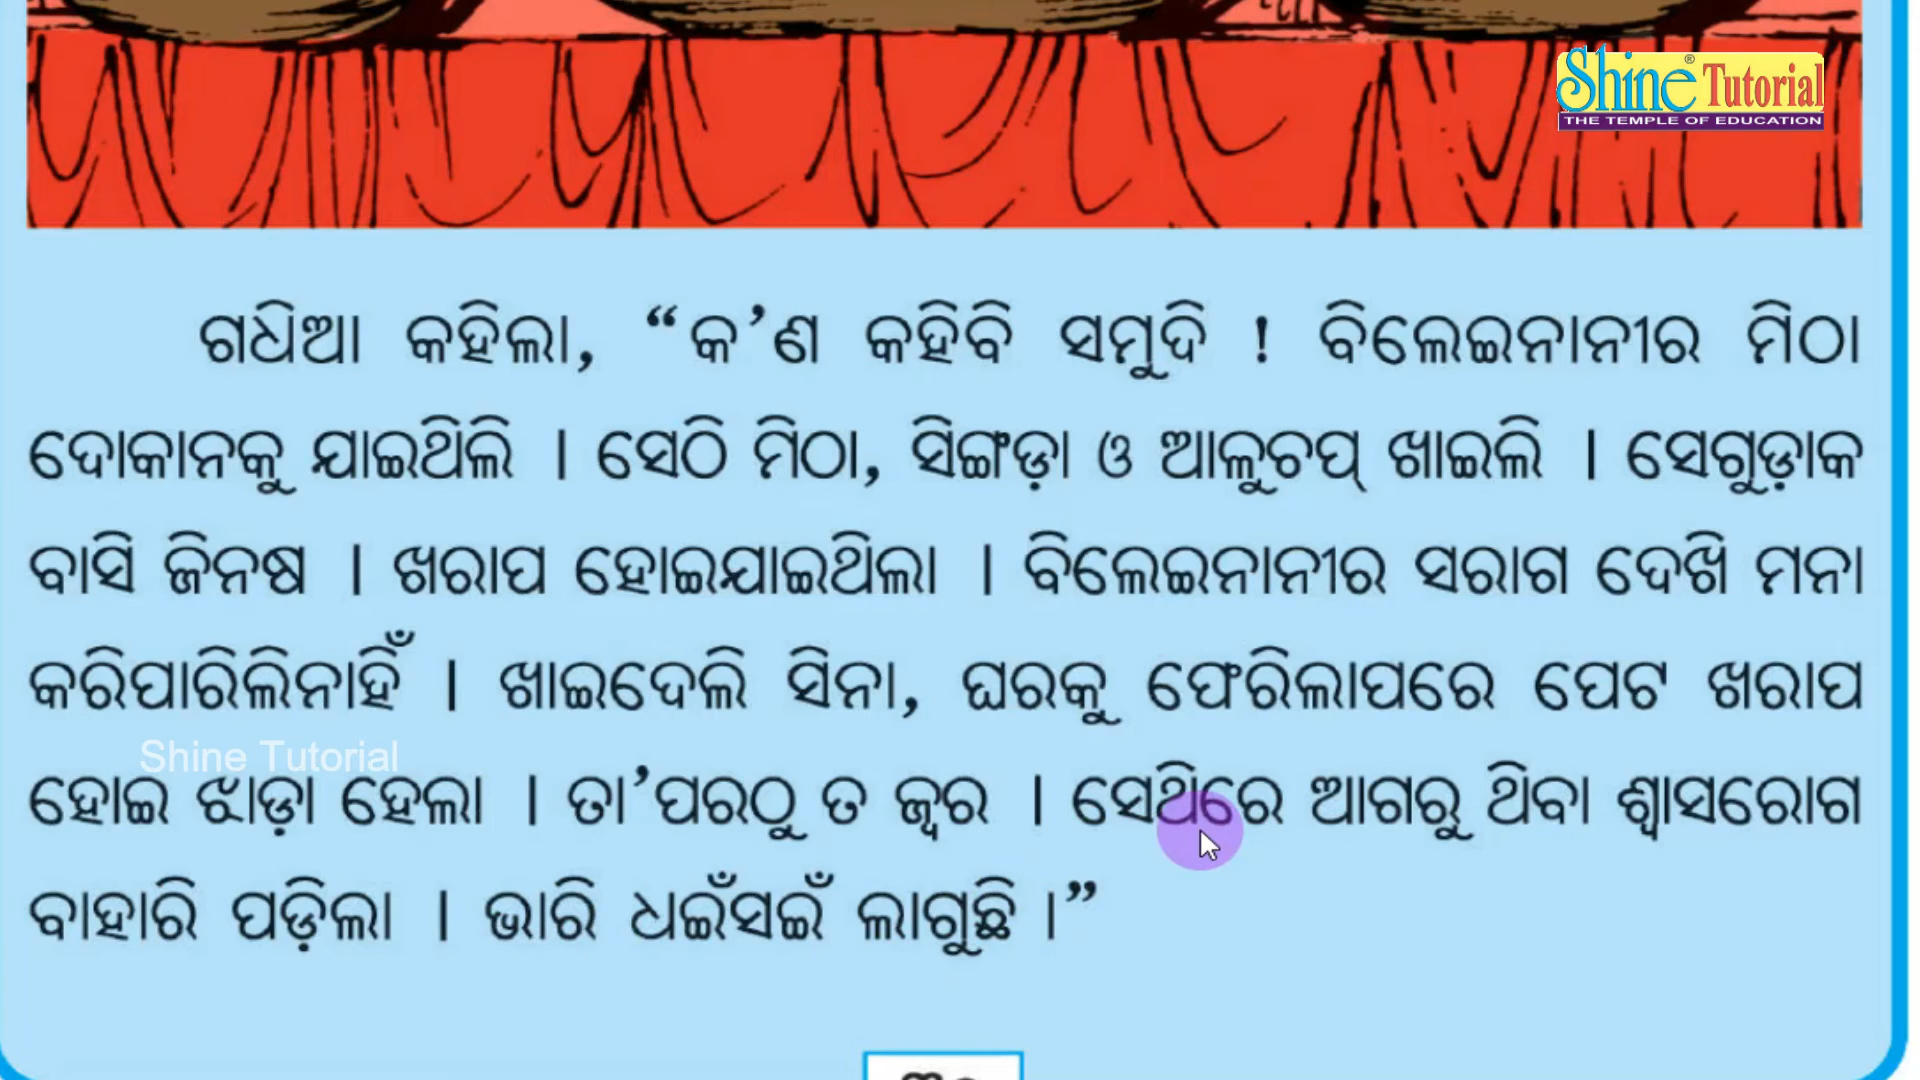 Shine® Tutorial
THE TEMPLE OF EDUCATION
ଗଧିଆ କହିଲା, “କ’ଣ କହିବି ସମୁଦି ! ବିଲେଇନାନୀର ମିଠା
ଦୋକାନକୁ ଯାଇଥିଲି । ସେଠି ମିଠା, ସିଙ୍ଗଡ଼ା ଓ ଆଳୁଚପ୍ ଖାଇଲି । ସେଗୁଡ଼ାକ
ବାସି ଜିନଷ । ଖରାପ ହୋଇଯାଇଥିଲା । ବିଲେଇନାନୀର ସରାଗ ଦେଖି ମନା
କରିପାରିଲିନାହିଁ । ଖାଇଦେଲି ସିନା, ଘରକୁ ଫେରିଲାପରେ ପେଟ ଖରାପ
Shine Tutorial
ହୋଇ ଝାଡ଼ା ହେଲା । ତା’ପରଠୁ ତ ଜ୍ୱର । ସେଥିରେ ଆଗରୁ ଥିବା ଶ୍ୱାସରୋଗ
ବାହାରି ପଡ଼ିଲା । ଭାରି ଧଇଁସଇଁ ଲାଗୁଛି ।”